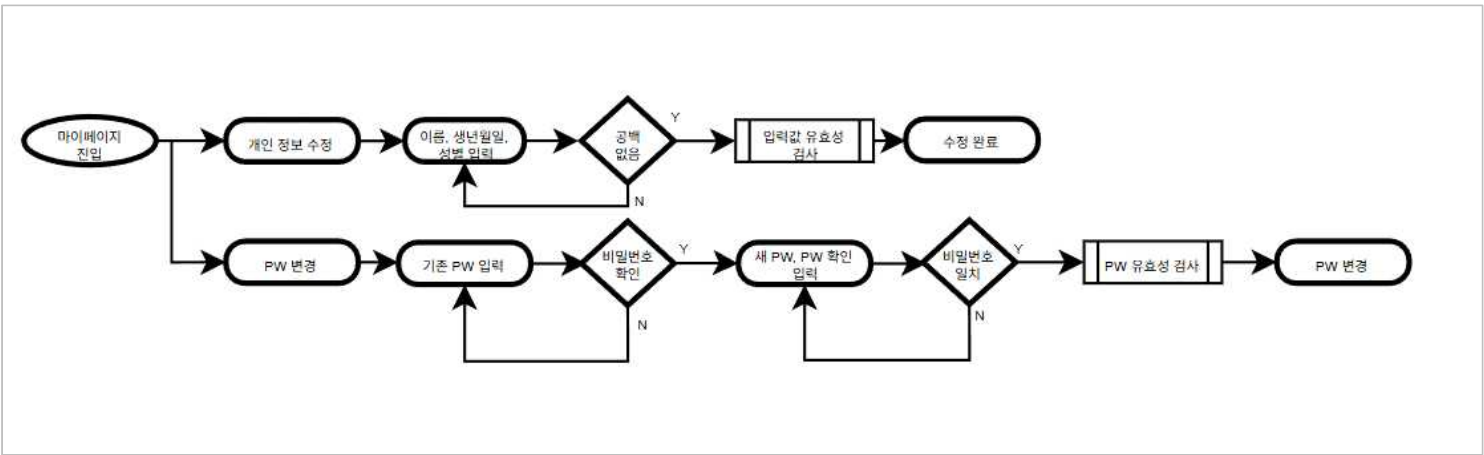 마이페이지
진입
개인 정보 수정
이름, 생년월일,
성별 입력
공백
없음
Y
N
입력값 유효성
검사
수정 완료
PW 변경
기존 PW 입력
비밀번호
확인
Y
N
새 PW, PW 확인
입력
비밀번호
일치
Y
N
PW 유효성 검사
PW 변경